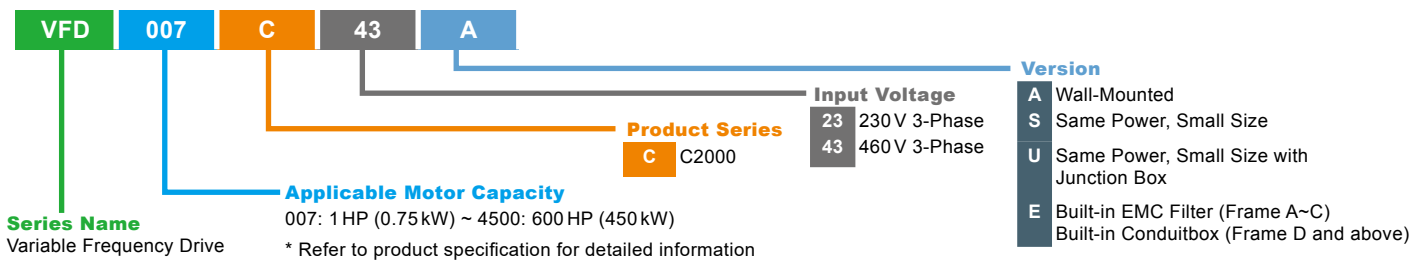 VFD 007 C 43 A
Version
A Wall-Mounted
S Same Power, Small Size
U Same Power, Small Size with
Junction Box
E Built-in EMC Filter (Frame A~C)
Built-in Conduitbox (Frame D and above)
Input Voltage
23 230 V 3-Phase
43 460 V 3-Phase
Product Series
C C2000
Applicable Motor Capacity
007: 1 HP (0.75 kW) ~ 4500: 600 HP (450 kW)
* Refer to product specification for detailed information
Series Name
Variable Frequency Drive